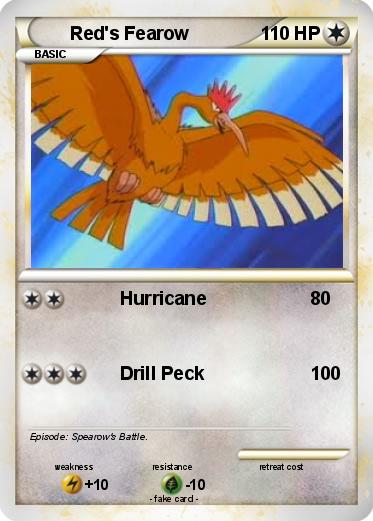 Red's Fearow 110 HP
BASIC
Hurricane 80
Drill Peck 100
Episode: Spearow's Battle.
weakness resistance retreat cost
+10 -10
- fake card -